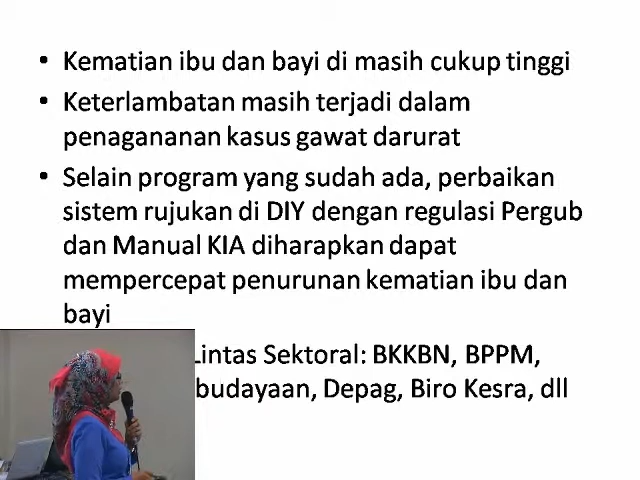 • Kematian ibu dan bayi di masih cukup tinggi
• Keterlambatan masih terjadi dalam
penagananan kasus gawat darurat
• Selain program yang sudah ada, perbaikan
sistem rujukan di DIY dengan regulasi Pergub
dan Manual KIA diharapkan dapat
mempercepat penurunan kematian ibu dan
bayi
Lintas Sektoral: BKKBN, BPPM,
budayaan, Depag, Biro Kesra, dll